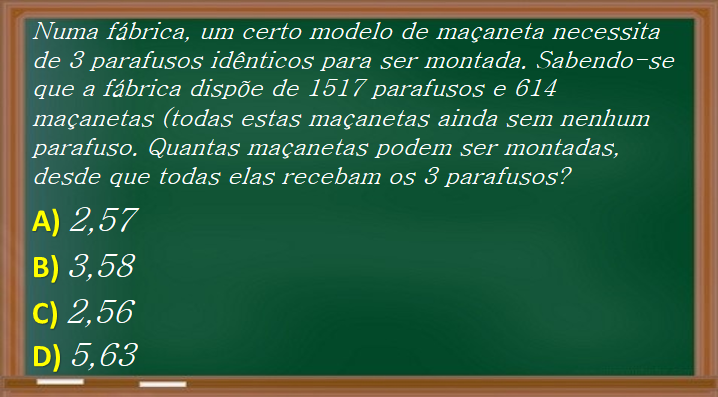 Numa fábrica, um certo modelo de maçaneta necessita
de 3 parafusos idênticos para ser montada. Sabendo-se
que a fábrica dispõe de 1517 parafusos e 614
maçanetas (todas estas maçanetas ainda sem nenhum
parafuso. Quantas maçanetas podem ser montadas,
desde que todas elas recebam os 3 parafusos?
A) 2,57
B) 3,58
C) 2,56
D) 5,63